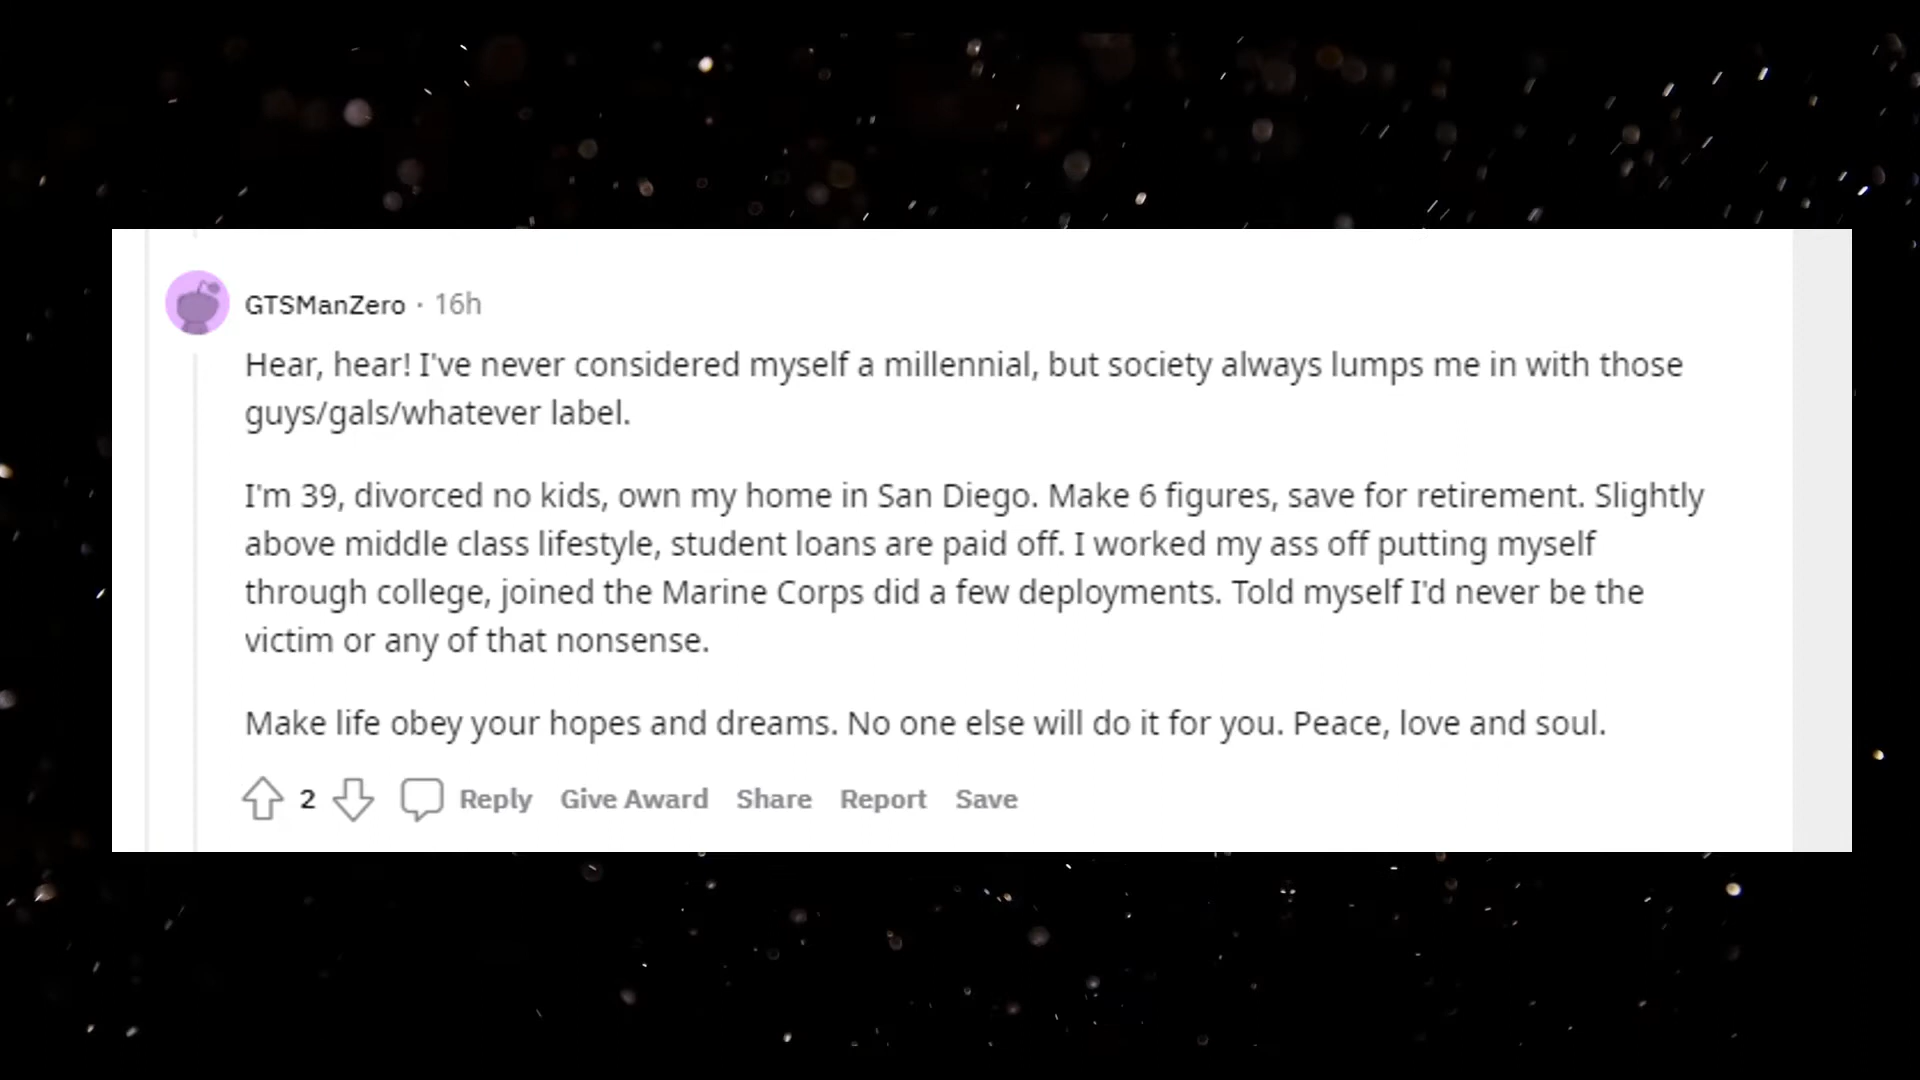 GTSManZero · 16h
Hear, hear! I've never considered myself a millennial, but society always lumps me in with those
guys/gals/whatever label.
I'm 39, divorced no kids, own my home in San Diego. Make 6 figures, save for retirement. Slightly
above middle class lifestyle, student loans are paid off. I worked my ass off putting myself
through college, joined the Marine Corps did a few deployments. Told myself I'd never be the
victim or any of that nonsense.
Make life obey your hopes and dreams. No one else will do it for you. Peace, love and soul.
2 Reply Give Award Share Report Save